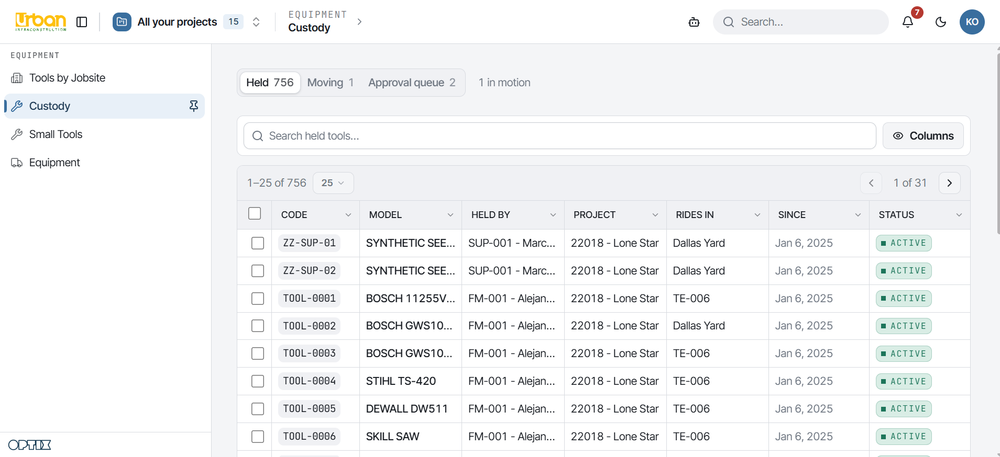 Urban
INFRACONSTRUCTION
All your projects 15
EQUIPMENT
Custody
Search...
7
KO
EQUIPMENT
Tools by Jobsite
Custody
Small Tools
Equipment
OPTIX
Held 756 Moving 1 Approval queue 2 1 in motion
Search held tools...
Columns
1–25 of 756 25 1 of 31
CODE MODEL HELD BY PROJECT RIDES IN SINCE STATUS
ZZ-SUP-01 SYNTHETIC SEE... SUP-001 - Marc... 22018 - Lone Star Dallas Yard Jan 6, 2025 ACTIVE
ZZ-SUP-02 SYNTHETIC SEE... SUP-001 - Marc... 22018 - Lone Star Dallas Yard Jan 6, 2025 ACTIVE
TOOL-0001 BOSCH 11255V... FM-001 - Alejan... 22018 - Lone Star TE-006 Jan 6, 2025 ACTIVE
TOOL-0002 BOSCH GWS10... FM-001 - Alejan... 22018 - Lone Star Dallas Yard Jan 6, 2025 ACTIVE
TOOL-0003 BOSCH GWS10... FM-001 - Alejan... 22018 - Lone Star TE-006 Jan 6, 2025 ACTIVE
TOOL-0004 STIHL TS-420 FM-001 - Alejan... 22018 - Lone Star TE-006 Jan 6, 2025 ACTIVE
TOOL-0005 DEWALL DW511 FM-001 - Alejan... 22018 - Lone Star TE-006 Jan 6, 2025 ACTIVE
TOOL-0006 SKILL SAW FM-001 - Alejan... 22018 - Lone Star TE-006 Jan 6, 2025 ACTIVE